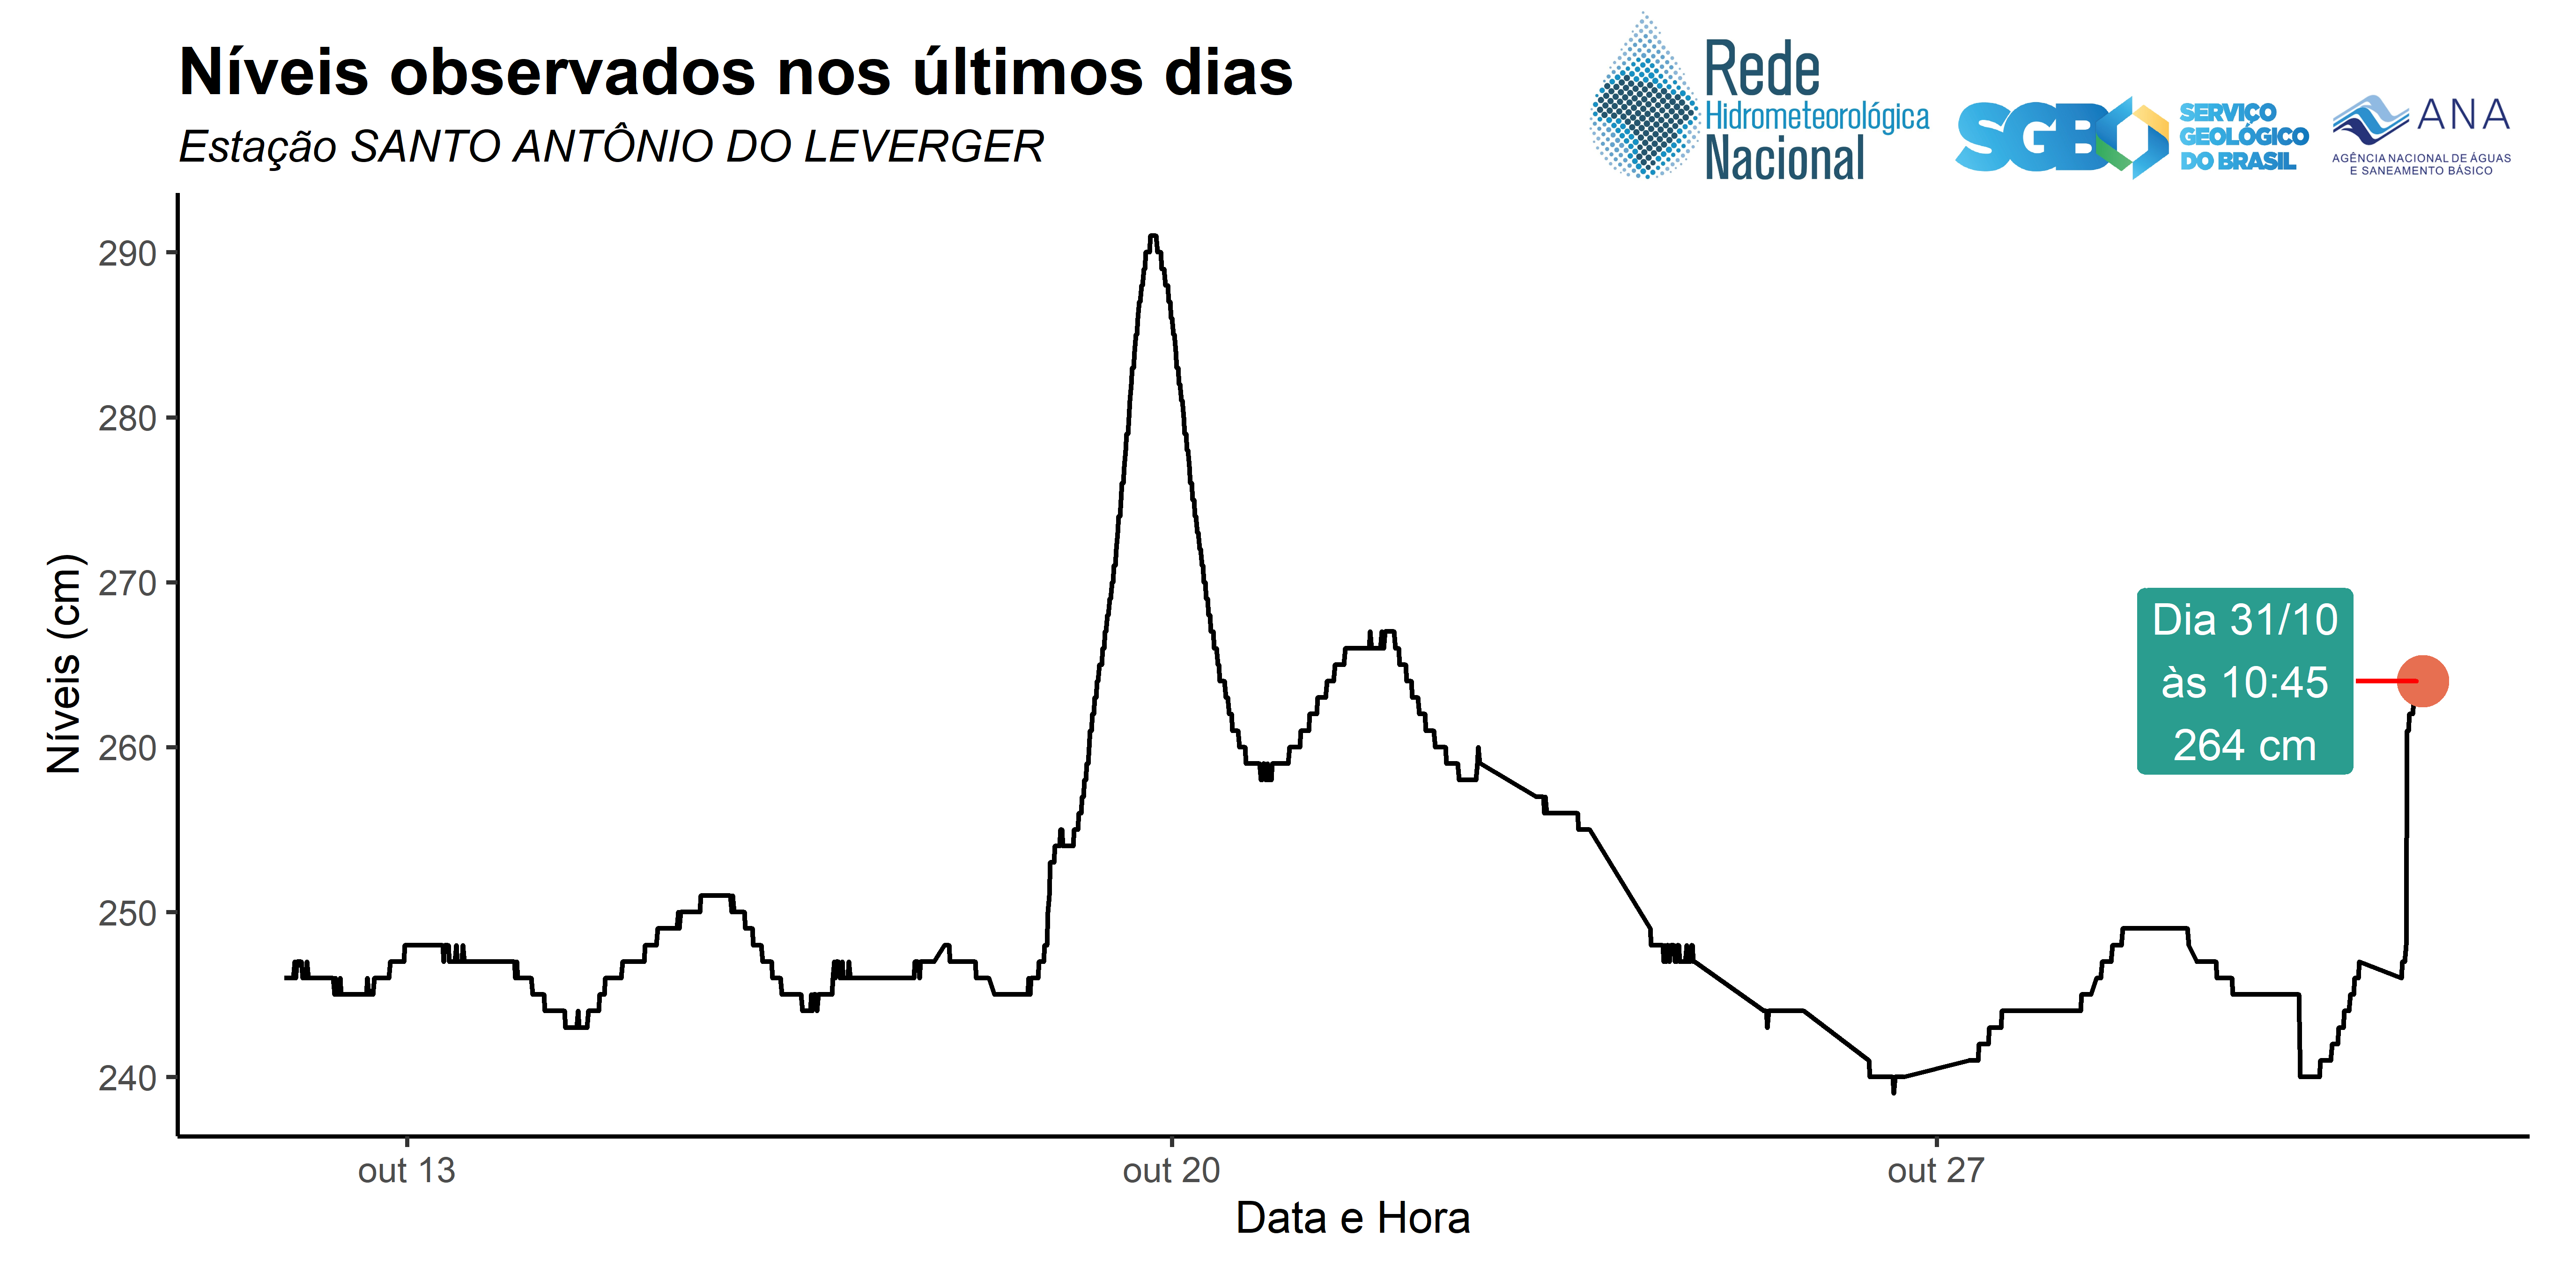 Níveis observados nos últimos dias
Estação SANTO ANTÔNIO DO LEVERGER
Rede
Hidrometeorológica
Nacional
SGB
SERVIÇO
GEOLÓGICO
DO BRASIL
ANA
AGÊNCIA NACIONAL DE ÁGUAS
E SANEAMENTO BÁSICO
Níveis (cm)
290
280
270
260
250
240
Dia 31/10
às 10:45
264 cm
out 13
out 20
out 27
Data e Hora